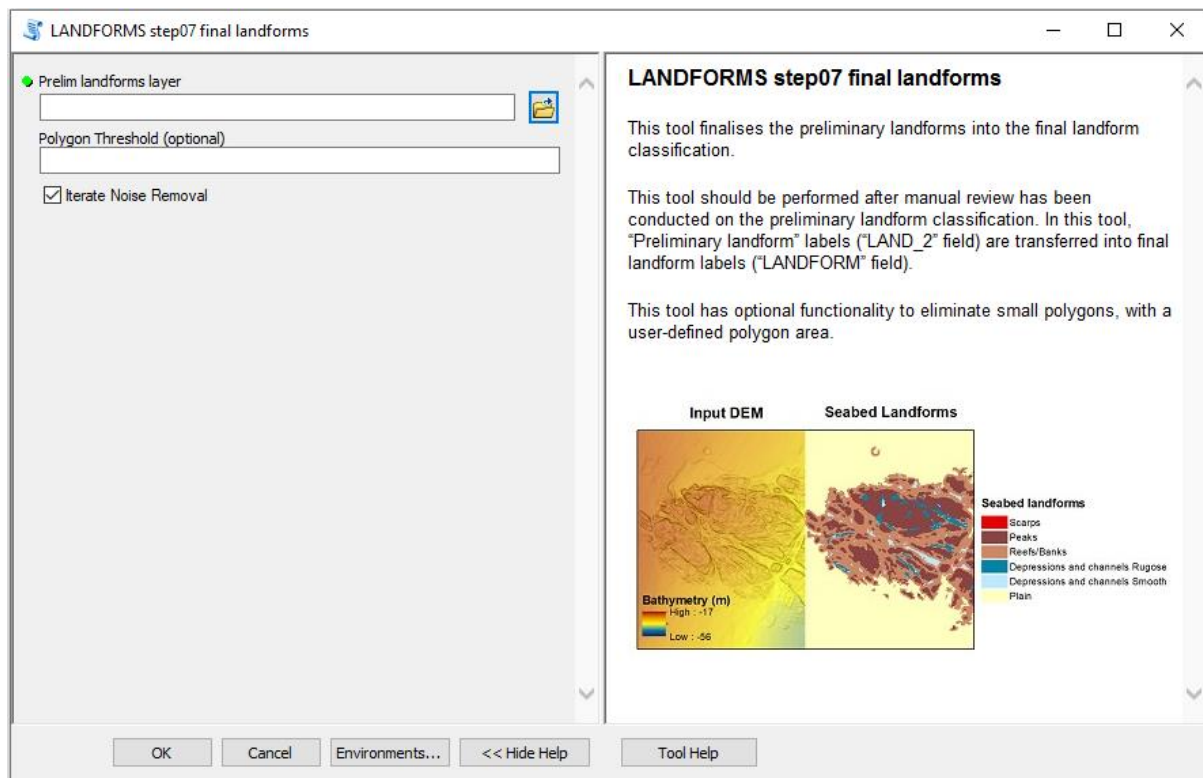 LANDFORMS step07 final landforms
Prelim landforms layer
Polygon Threshold (optional)
Iterate Noise Removal
LANDFORMS step07 final landforms
This tool finalises the preliminary landforms into the final landform
classification.
This tool should be performed after manual review has been
conducted on the preliminary landform classification. In this tool,
“Preliminary landform” labels (“LAND_2” field) are transferred into final
landform labels (“LANDFORM” field).
This tool has optional functionality to eliminate small polygons, with a
user-defined polygon area.
Input DEM
Seabed Landforms
Bathymetry (m)
High : -17
Low : -56
Seabed landforms
Scarps
Peaks
Reefs/Banks
Depressions and channels Rugose
Depressions and channels Smooth
Plain
OK
Cancel
Environments...
<< Hide Help
Tool Help